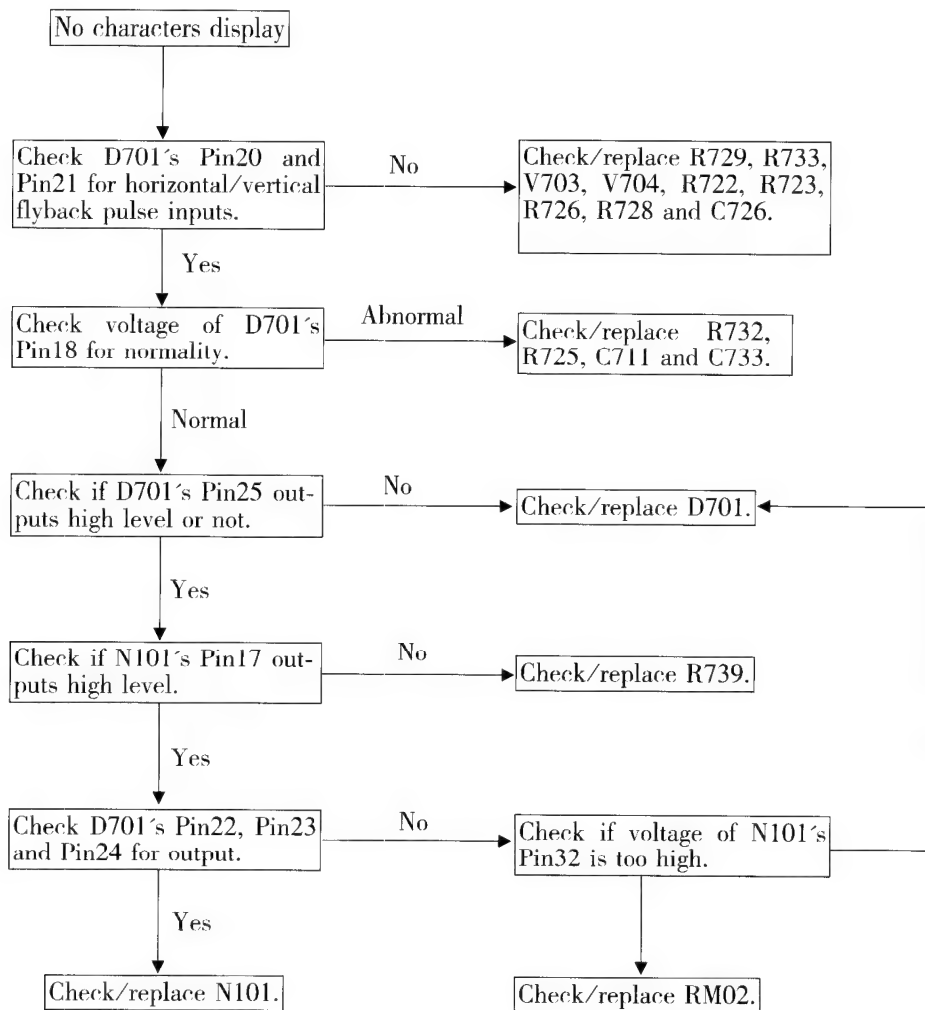 No characters display
Check D701´s Pin20 and
Pin21 for horizontal/vertical
flyback pulse inputs.
No
Check/replace R729, R733,
V703, V704, R722, R723,
R726, R728 and C726.
Yes
Check voltage of D701´s
Pin18 for normality.
Abnormal
Check/replace R732,
R725, C711 and C733.
Normal
Check if D701´s Pin25 out-
puts high level or not.
No
Check/replace D701.
Yes
Check if N101´s Pin17 out-
puts high level.
No
Check/replace R739.
Yes
Check D701´s Pin22, Pin23
and Pin24 for output.
No
Check if voltage of N101´s
Pin32 is too high.
Yes
Check/replace N101.
Check/replace RM02.